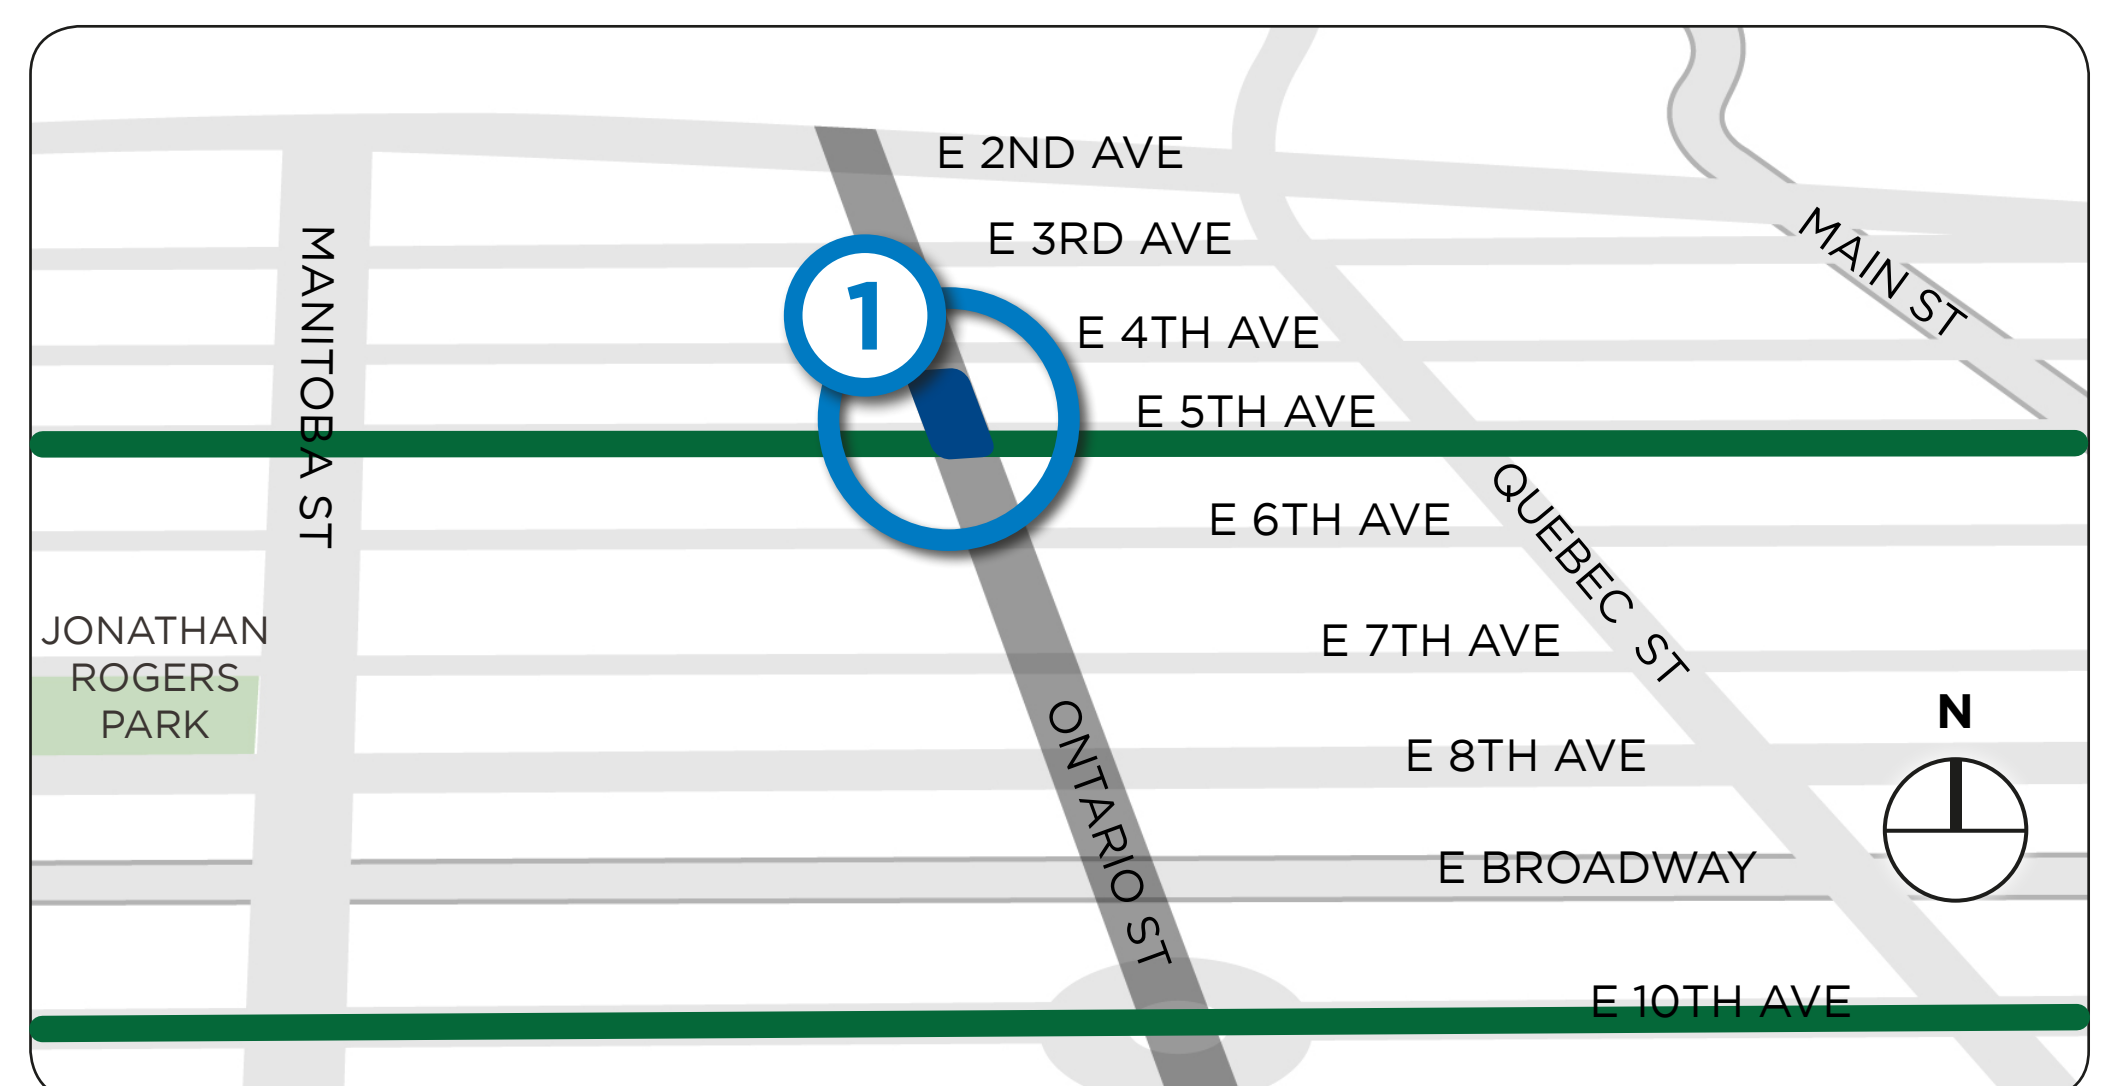 E 2ND AVE
E 3RD AVE
MAIN ST
MANITOBA ST
1
E 4TH AVE
E 5TH AVE
QUEBEC ST
E 6TH AVE
JONATHAN
ROGERS
PARK
E 7TH AVE
ONTARIO ST
N
E 8TH AVE
E BROADWAY
E 10TH AVE